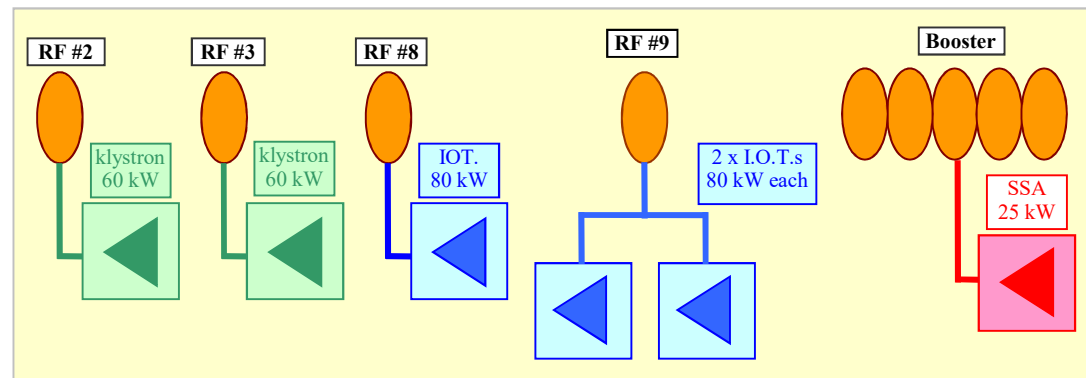 RF #2
RF #3
RF #8
RF #9
Booster
klystron
60 kW
klystron
60 kW
IOT.
80 kW
2 x I.O.T.s
80 kW each
SSA
25 kW